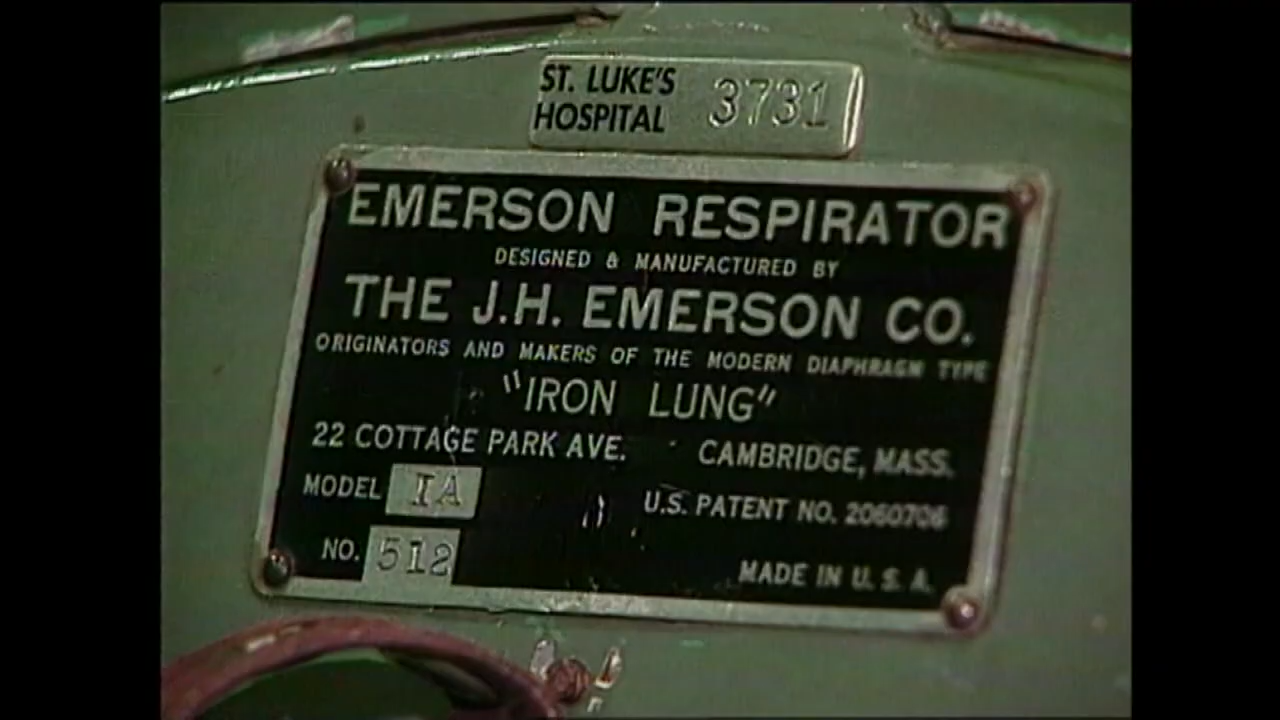 ST. LUKE'S
HOSPITAL 3731
EMERSON RESPIRATOR
DESIGNED & MANUFACTURED BY
THE J.H. EMERSON CO.
ORIGINATORS AND MAKERS OF THE MODERN DIAPHRAGM TYPE
"IRON LUNG"
22 COTTAGE PARK AVE. CAMBRIDGE, MASS.
MODEL IA
U.S. PATENT NO. 2060706
NO. 512
MADE IN U.S.A.